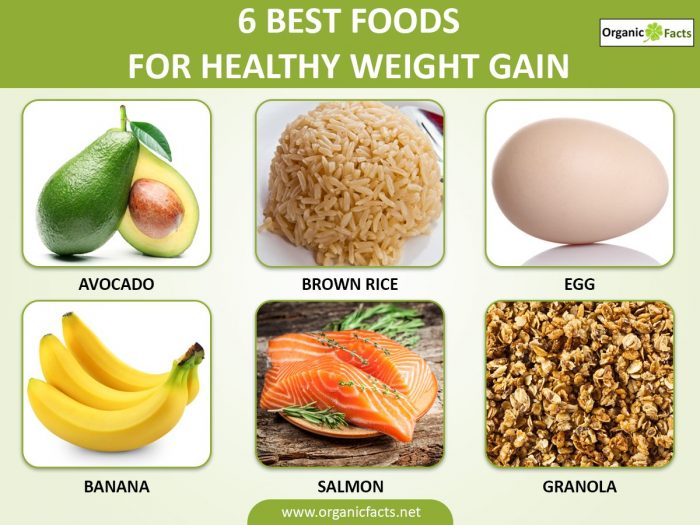 6 BEST FOODS
FOR HEALTHY WEIGHT GAIN
Organic Facts
AVOCADO
BROWN RICE
EGG
BANANA
SALMON
GRANOLA
www.organicfacts.net